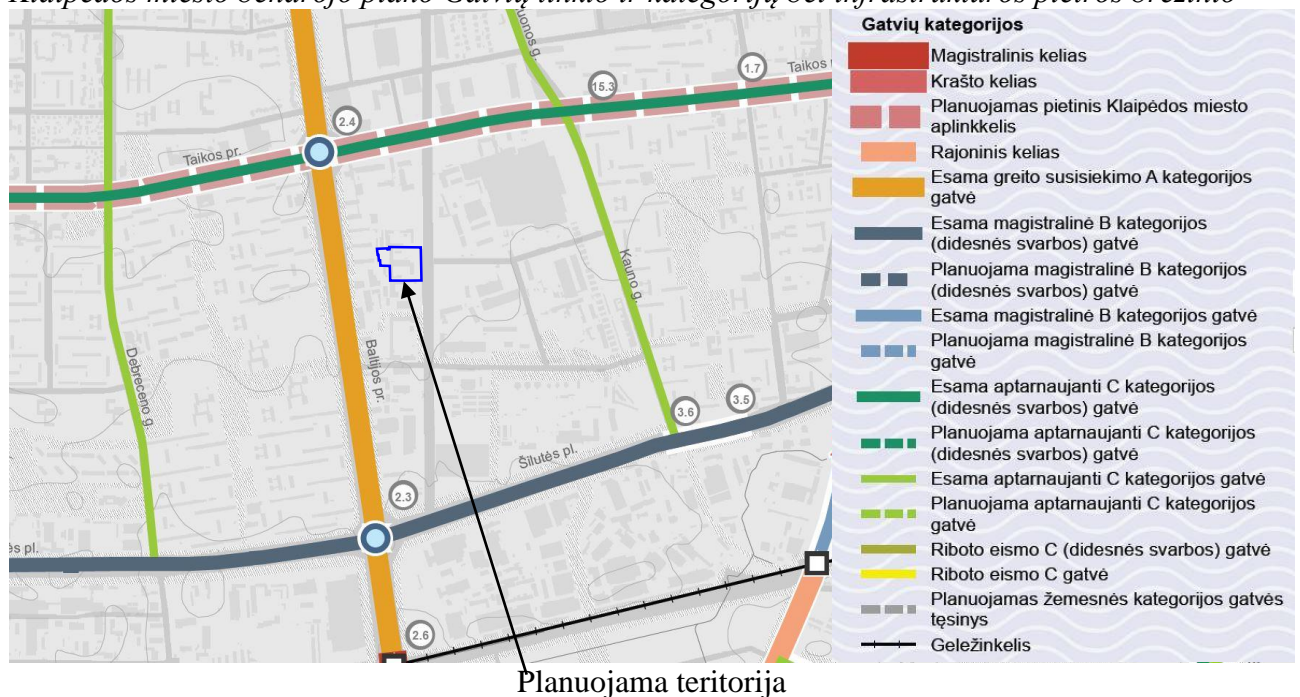 Klaipėdos miesto bendrojo plano Gatvių tinklo ir kategorijų bei infrastruktūros plėtros brėžinio
Taikos pr.
Taikos
Debreceno g.
Baltijos pr.
Kauno g.
onos g.
Šilutės pl.
ės pl.
2.4
15.3
1.7
3.6
3.5
2.3
2.6
Gatvių kategorijos
Magistralinis kelias
Krašto kelias
Planuojamas pietinis Klaipėdos miesto
aplinkkelis
Rajoninis kelias
Esama greito susisiekimo A kategorijos
gatvė
Esama magistralinė B kategorijos
(didesnės svarbos) gatvė
Planuojama magistralinė B kategorijos
(didesnės svarbos) gatvė
Esama magistralinė B kategorijos gatvė
Planuojama magistralinė B kategorijos
gatvė
Esama aptarnaujanti C kategorijos
(didesnės svarbos) gatvė
Planuojama aptarnaujanti C kategorijos
(didesnės svarbos) gatvė
Esama aptarnaujanti C kategorijos gatvė
Planuojama aptarnaujanti C kategorijos
gatvė
Riboto eismo C (didesnės svarbos) gatvė
Riboto eismo C gatvė
Planuojamas žemesnės kategorijos gatvės
tęsinys
Geležinkelis
Planuojama teritorija